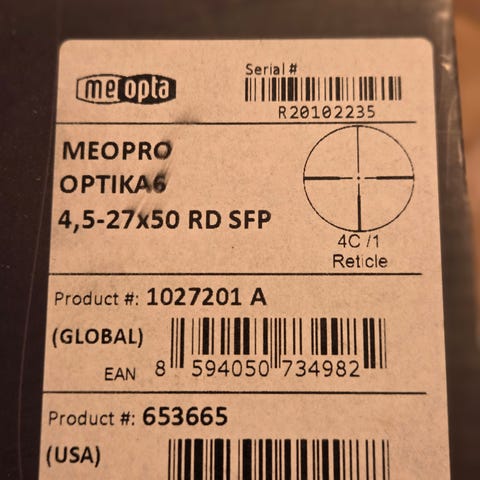 meopta
Serial #
R20102235
MEOPRO
OPTIKA6
4,5-27x50 RD SFP
4C /1
Reticle
Product #: 1027201 A
(GLOBAL)
EAN 8 594050 734982
Product #: 653665
(USA)